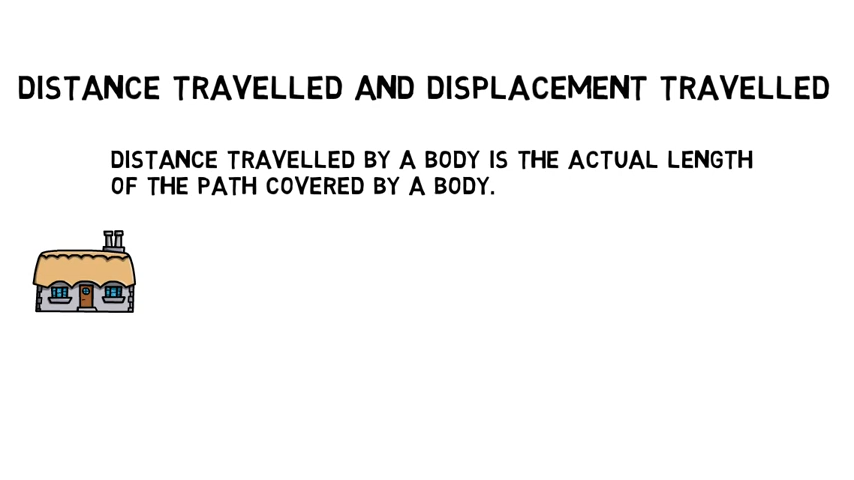 DISTANCE TRAVELLED AND DISPLACEMENT TRAVELLED
DISTANCE TRAVELLED BY A BODY IS THE ACTUAL LENGTH
OF THE PATH COVERED BY A BODY.